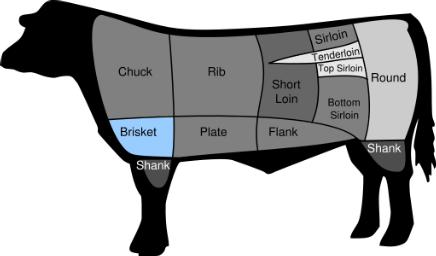 Sirloin
Tenderloin
Top Sirloin
Chuck
Rib
Short
Loin
Round
Bottom
Sirloin
Brisket
Plate
Flank
Shank
Shank